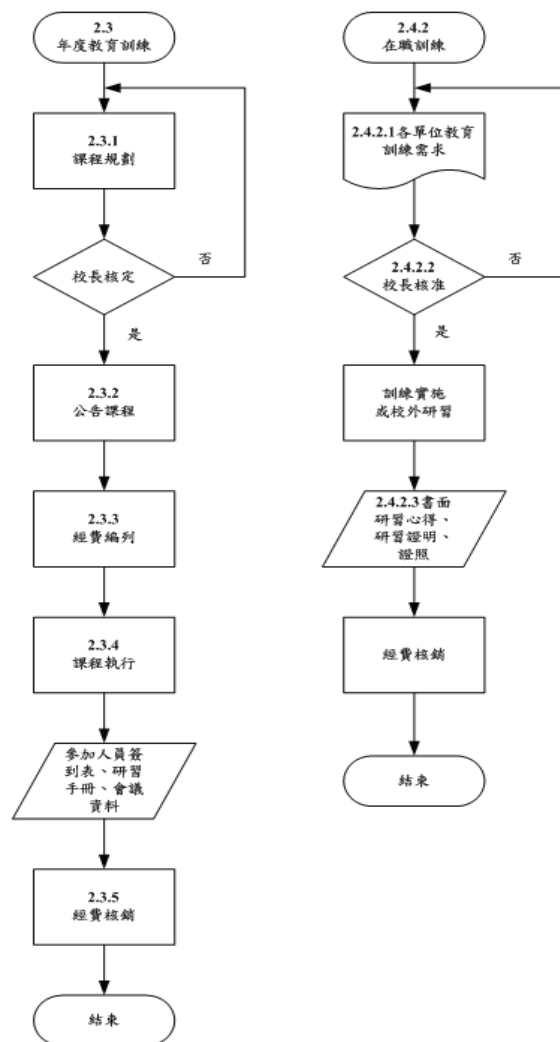 2.3
年度教育訓練
2.3.1
課程規劃
校長核定
否
是
2.3.2
公告課程
2.3.3
經費編列
2.3.4
課程執行
參加人員簽
到表、研習
手冊、會議
資料
2.3.5
經費核銷
結束
2.4.2
在職訓練
2.4.2.1各單位教育
訓練需求
2.4.2.2
校長核准
否
是
訓練實施
或校外研習
2.4.2.3書面
研習心得、
研習證明、
證照
經費核銷
結束